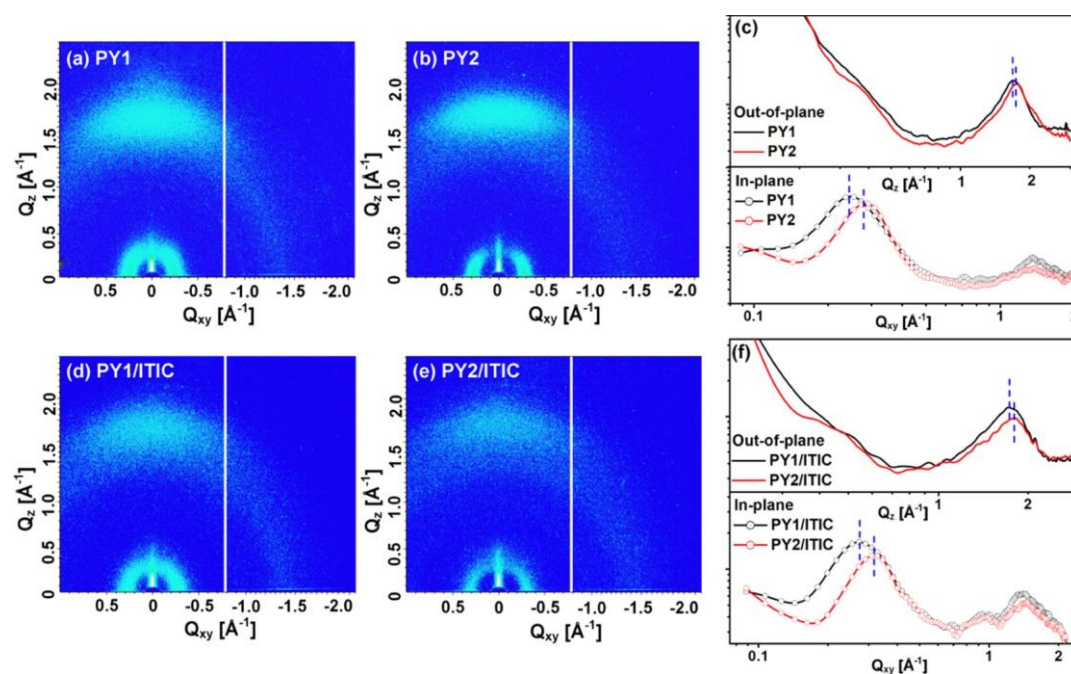 (a) PY1
2.0
1.5
1.0
0.5
0
Qz [Å⁻¹]
0.5 0 -0.5 -1.0 -1.5 -2.0
Qxy [Å⁻¹]
(b) PY2
2.0
1.5
1.0
0.5
0
Qz [Å⁻¹]
0.5 0 -0.5 -1.0 -1.5 -2.0
Qxy [Å⁻¹]
(c)
Out-of-plane
PY1
PY2
1 2
Qz [Å⁻¹]
In-plane
PY1
PY2
0.1 1
Qxy [Å⁻¹]
(d) PY1/ITIC
2.0
1.5
1.0
0.5
0
Qz [Å⁻¹]
0.5 0 -0.5 -1.0 -1.5 -2.0
Qxy [Å⁻¹]
(e) PY2/ITIC
2.0
1.5
1.0
0.5
0
Qz [Å⁻¹]
0.5 0 -0.5 -1.0 -1.5 -2.0
Qxy [Å⁻¹]
(f)
Out-of-plane
PY1/ITIC
PY2/ITIC
1 2
Qz [Å⁻¹]
In-plane
PY1/ITIC
PY2/ITIC
0.1 1 2
Qxy [Å⁻¹]